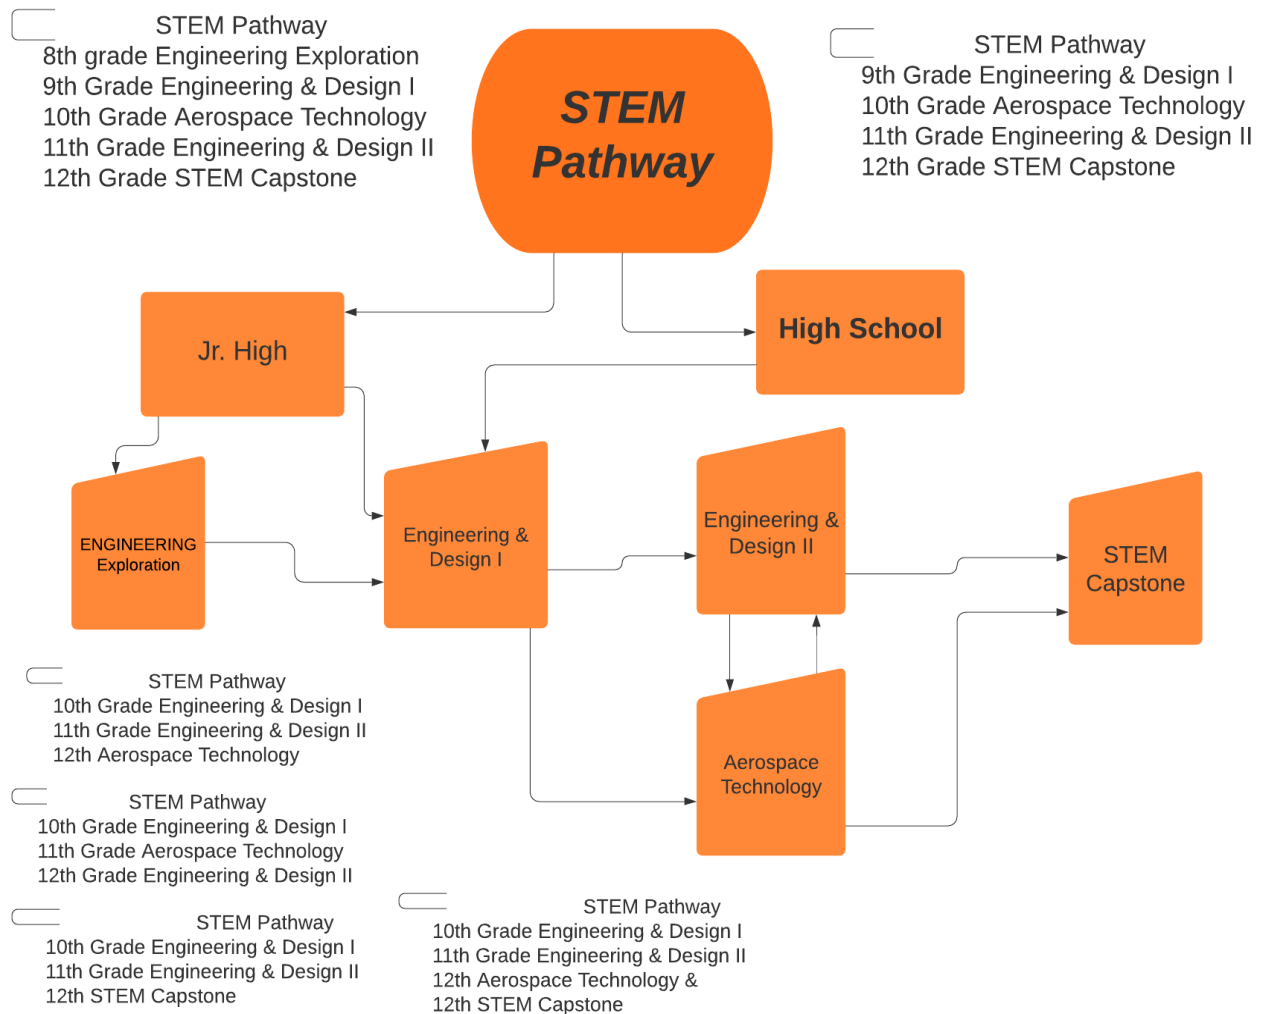 STEM Pathway
8th grade Engineering Exploration
9th Grade Engineering & Design I
10th Grade Aerospace Technology
11th Grade Engineering & Design II
12th Grade STEM Capstone
STEM
Pathway
STEM Pathway
9th Grade Engineering & Design I
10th Grade Aerospace Technology
11th Grade Engineering & Design II
12th Grade STEM Capstone
Jr. High
High School
ENGINEERING
Exploration
Engineering &
Design I
Engineering &
Design II
STEM
Capstone
Aerospace
Technology
STEM Pathway
10th Grade Engineering & Design I
11th Grade Engineering & Design II
12th Aerospace Technology
STEM Pathway
10th Grade Engineering & Design I
11th Grade Aerospace Technology
12th Grade Engineering & Design II
STEM Pathway
10th Grade Engineering & Design I
11th Grade Engineering & Design II
12th STEM Capstone
STEM Pathway
10th Grade Engineering & Design I
11th Grade Engineering & Design II
12th Aerospace Technology &
12th STEM Capstone